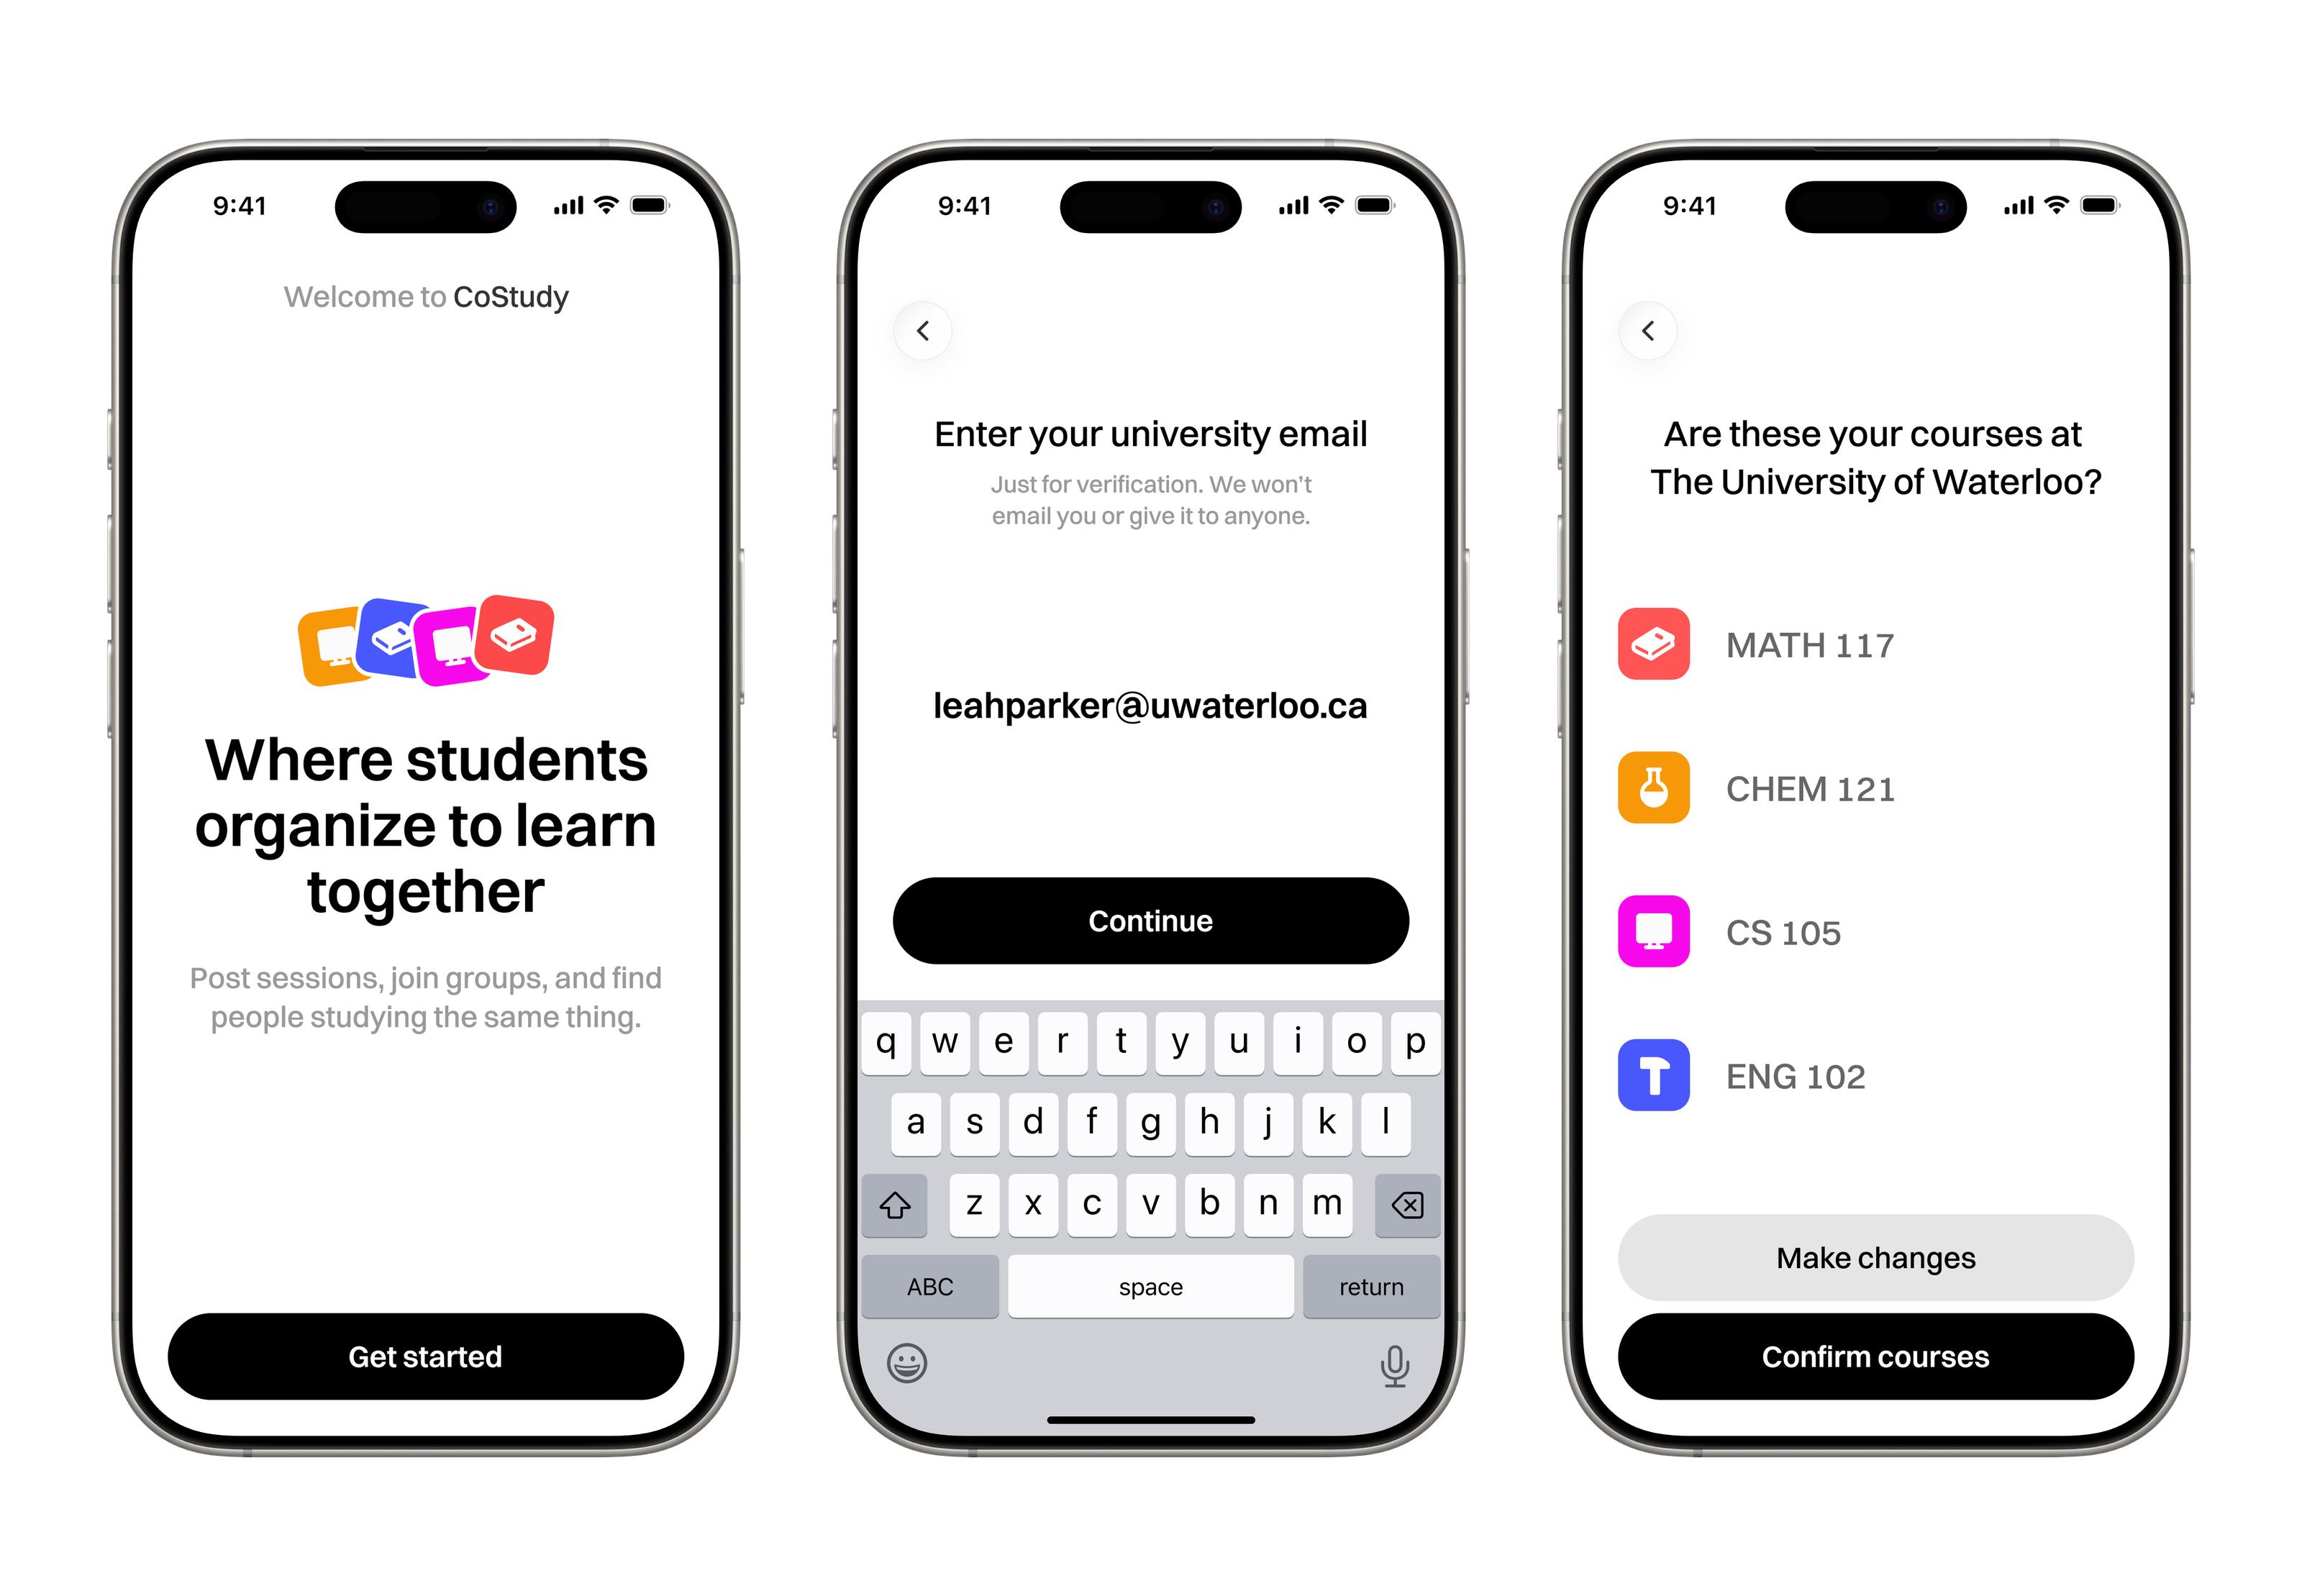 9:41
Welcome to CoStudy
Where students
organize to learn
together
Post sessions, join groups, and find
people studying the same thing.
Get started
9:41
Enter your university email
Just for verification. We won't
email you or give it to anyone.
leahparker@uwaterloo.ca
Continue
q w e r t y u i o p
a s d f g h j k l
z x c v b n m
ABC space return
9:41
Are these your courses at
The University of Waterloo?
MATH 117
CHEM 121
CS 105
ENG 102
Make changes
Confirm courses